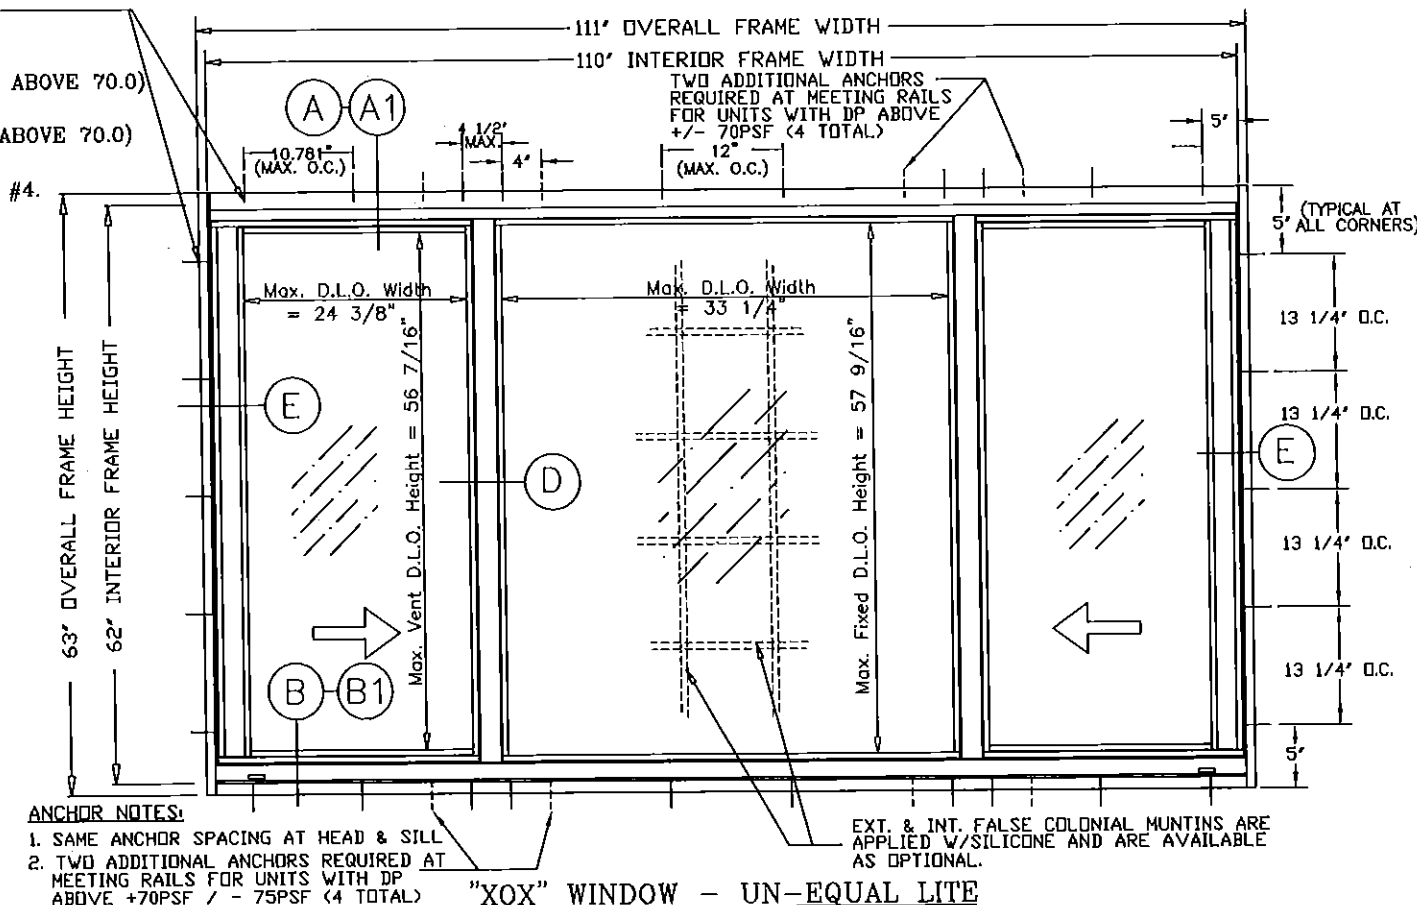 111' OVERALL FRAME WIDTH
110' INTERIOR FRAME WIDTH
ABOVE 70.0)
ABOVE 70.0)
#4.
A
A1
TWO ADDITIONAL ANCHORS
REQUIRED AT MEETING RAILS
FOR UNITS WITH DP ABOVE
+/- 70PSF (4 TOTAL)
10.781"
(MAX. O.C.)
4 1/2'
MAX.
4'
12"
(MAX. O.C.)
5'
5'
(TYPICAL AT
ALL CORNERS)
Max. D.L.O. Width
= 24 3/8"
Max. D.L.O. Width
= 33 1/4"
63' OVERALL FRAME HEIGHT
62' INTERIOR FRAME HEIGHT
Max. Vent D.L.O. Height = 56 7/16"
Max. Fixed D.L.O. Height = 57 9/16"
13 1/4' O.C.
13 1/4' O.C.
13 1/4' O.C.
13 1/4' O.C.
5'
E
D
E
B
B1
ANCHOR NOTES:
1. SAME ANCHOR SPACING AT HEAD & SILL
2. TWO ADDITIONAL ANCHORS REQUIRED AT
MEETING RAILS FOR UNITS WITH DP
ABOVE +70PSF / - 75PSF (4 TOTAL)
EXT. & INT. FALSE COLONIAL MUNTINS ARE
APPLIED W/SILICONE AND ARE AVAILABLE
AS OPTIONAL.
"XOX" WINDOW - UN-EQUAL LITE